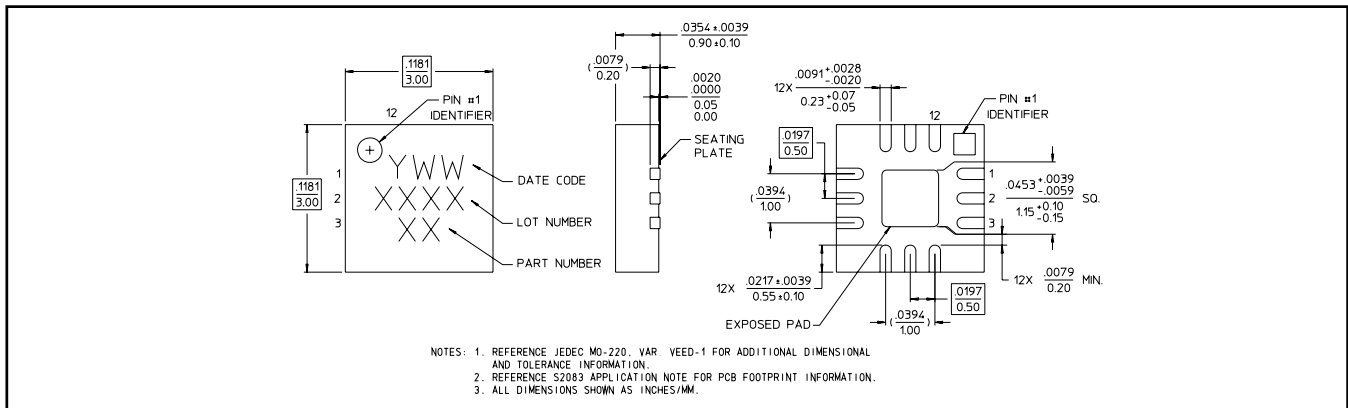 .1181
3.00
12
PIN #1
IDENTIFIER
.1181
3.00
1
2
3
YWW
XXXX
XX
DATE CODE
LOT NUMBER
PART NUMBER
.0354±.0039
0.90±0.10
(.0079
0.20)
.0020
.0000
0.05
0.00
SEATING
PLATE
12X .0091 +.0028
-.0020
0.23 +0.07
-0.05
12
PIN #1
IDENTIFIER
.0197
0.50
(.0394
1.00)
1
2
3
.0453 +.0039
-.0059 SQ.
1.15 +0.10
-0.15
12X .0217±.0039
0.55±0.10
12X .0079 MIN.
0.20
.0197
0.50
(.0394
1.00)
EXPOSED PAD
NOTES: 1. REFERENCE JEDEC MO-220, VAR. VEED-1 FOR ADDITIONAL DIMENSIONAL
AND TOLERANCE INFORMATION.
2. REFERENCE S2083 APPLICATION NOTE FOR PCB FOOTPRINT INFORMATION.
3. ALL DIMENSIONS SHOWN AS INCHES/MM.